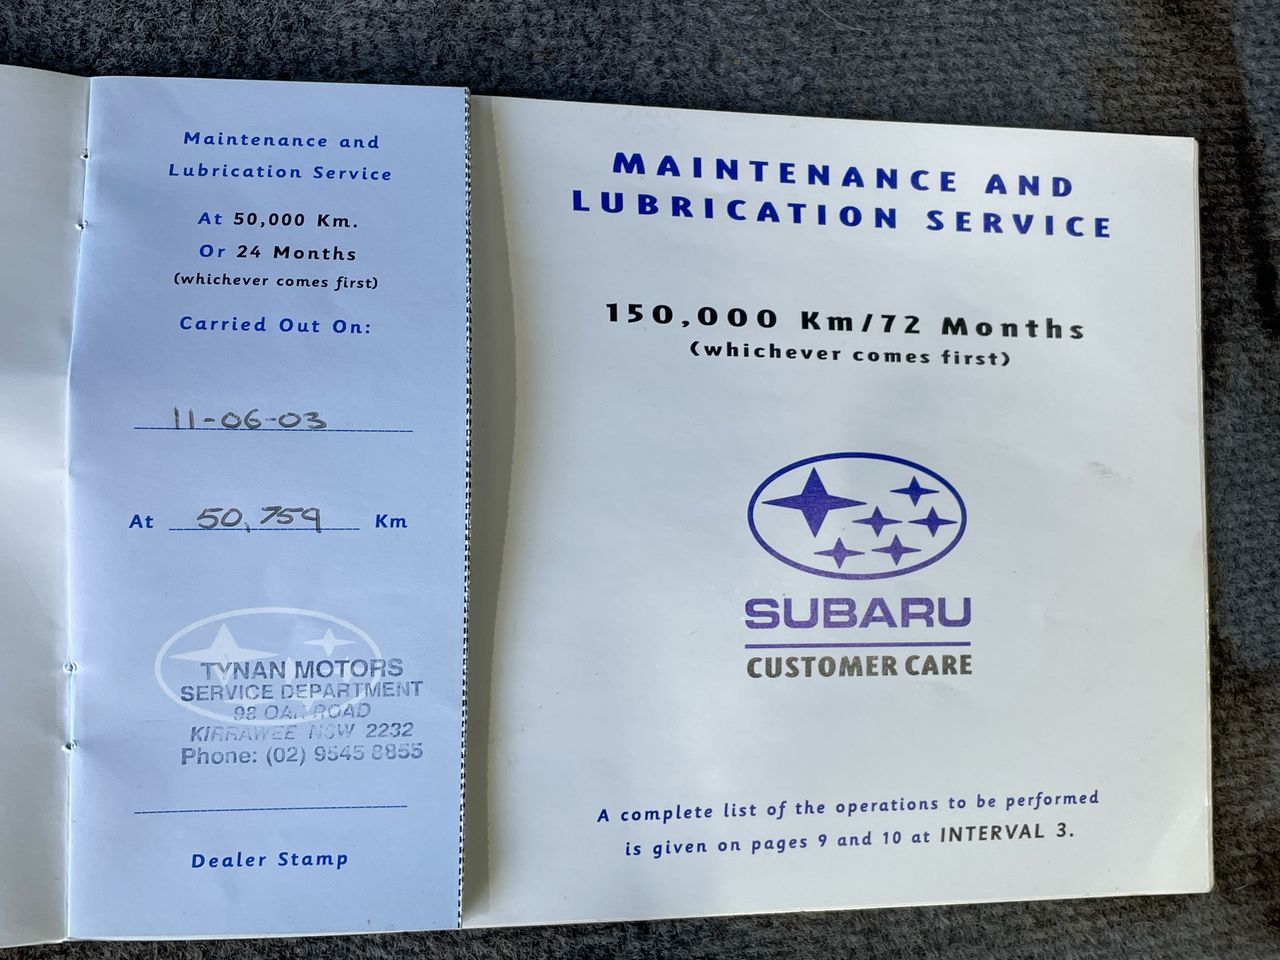 Maintenance and
Lubrication Service
At 50,000 Km.
Or 24 Months
(whichever comes first)
Carried Out On:
11-06-03
At 50,759 Km
TYNAN MOTORS
SERVICE DEPARTMENT
98 OAK ROAD
KIRRAWEE NSW 2232
Phone: (02) 9545 8855
Dealer Stamp
MAINTENANCE AND
LUBRICATION SERVICE
150,000 Km/72 Months
(whichever comes first)
SUBARU
CUSTOMER CARE
A complete list of the operations to be performed
is given on pages 9 and 10 at INTERVAL 3.